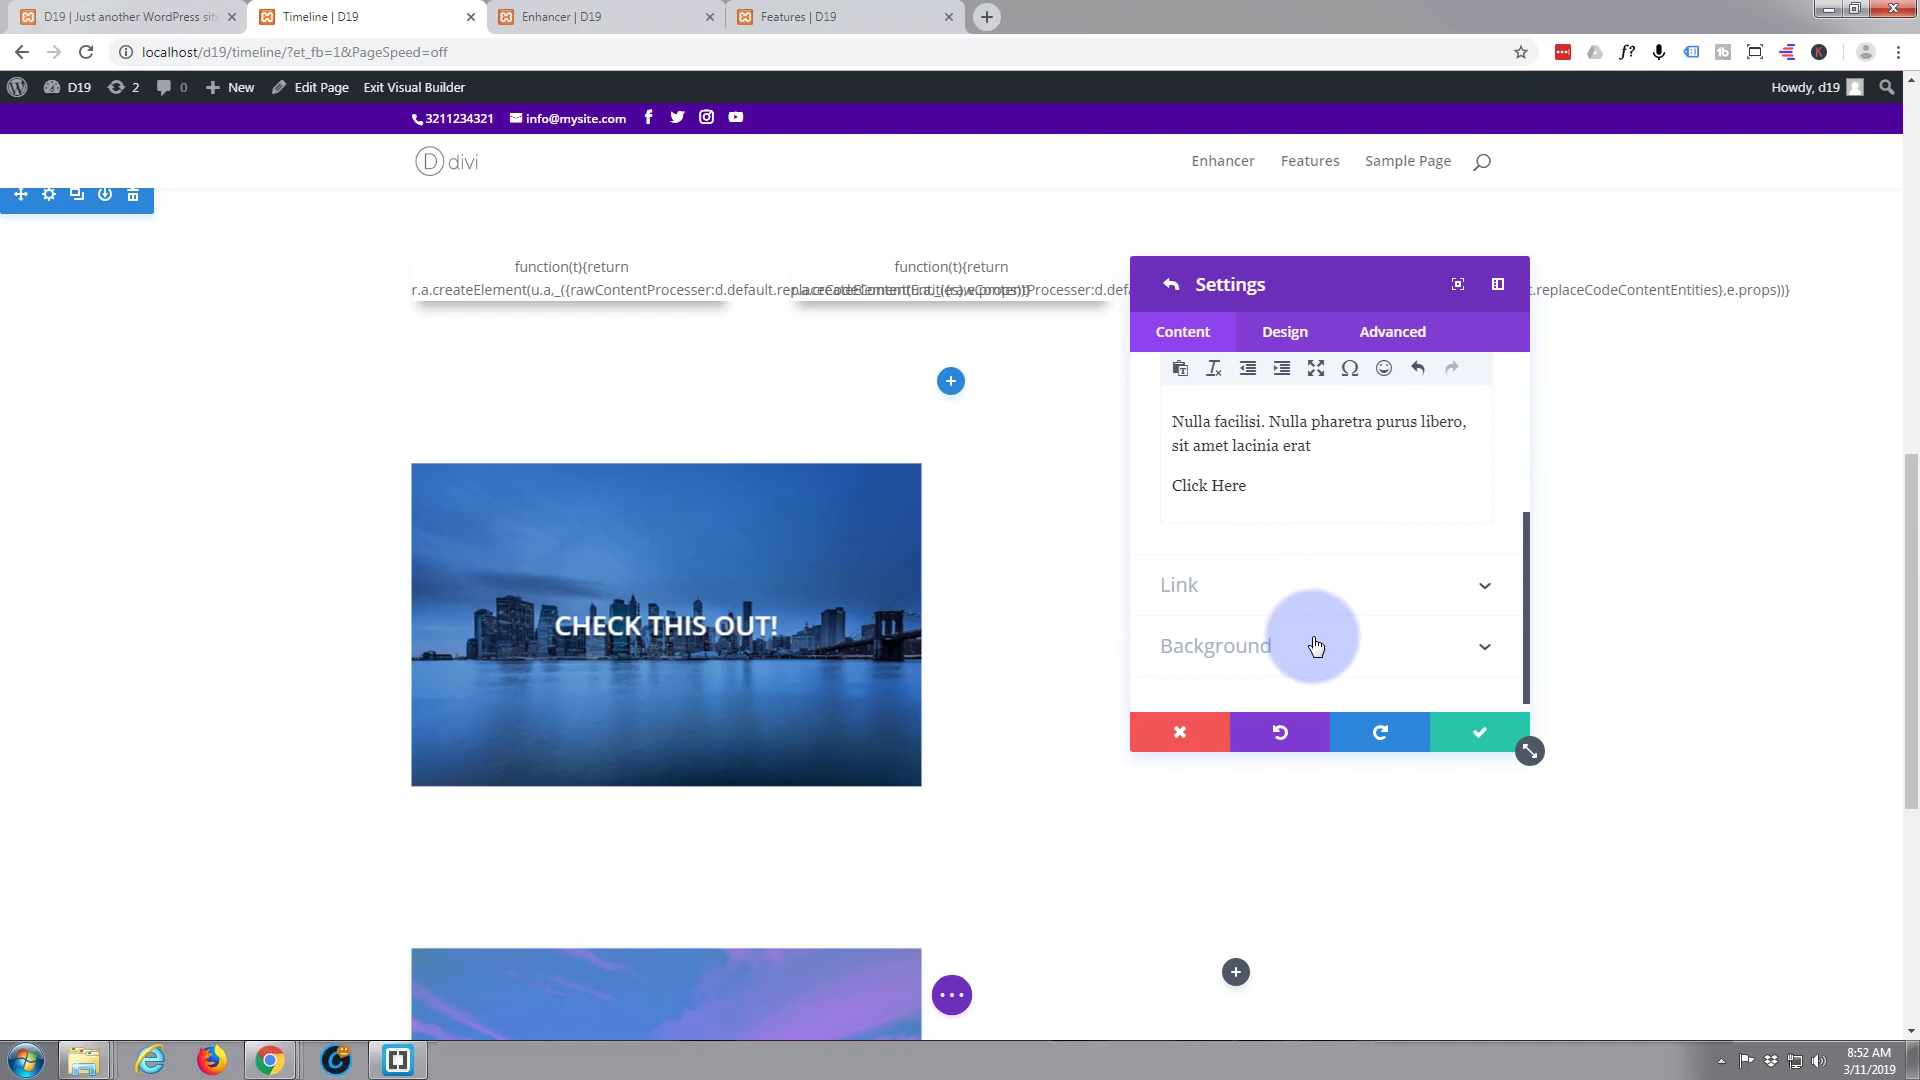 D19 | Just another WordPress sit
Timeline | D19
Enhancer | D19
Features | D19
localhost/d19/timeline/?et_fb=1&PageSpeed=off
D19
2
0
New
Edit Page
Exit Visual Builder
Howdy, d19
3211234321
info@mysite.com
D divi
Enhancer
Features
Sample Page
function(t){return
function(t){return
r.a.createElement(u.a,_({rawContentProcesser:d.default.rep
.replaceCodeContentEntities},e.props))}
Settings
Content
Design
Advanced
Nulla facilisi. Nulla pharetra purus libero,
sit amet lacinia erat
Click Here
Link
Background
CHECK THIS OUT!
8:52 AM
3/11/2019